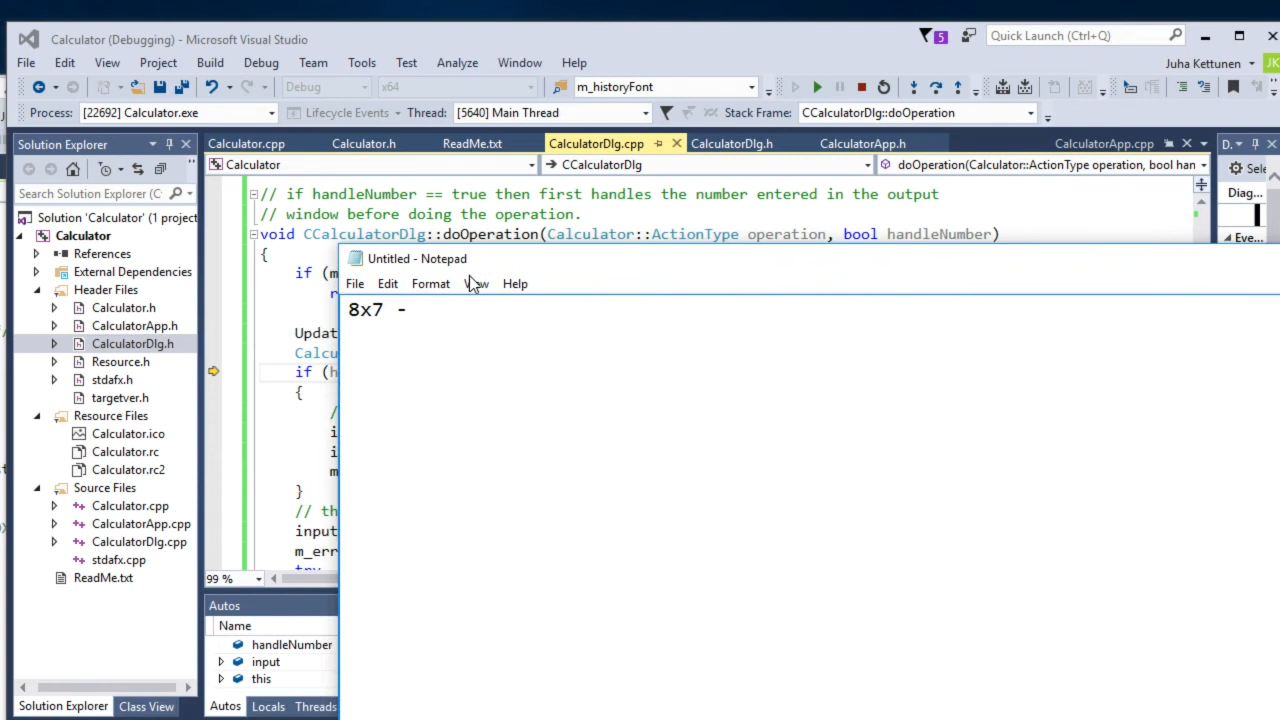 Calculator (Debugging) - Microsoft Visual Studio
5
Quick Launch (Ctrl+Q)
File Edit View Project Build Debug Team Tools Test Analyze Window Help
Juha Kettunen JK
Debug x64 m_historyFont
Process: [22692] Calculator.exe Lifecycle Events Thread: [5640] Main Thread Stack Frame: CCalculatorDlg::doOperation
Solution Explorer
Calculator.cpp Calculator.h ReadMe.txt CalculatorDlg.cpp CalculatorDlg.h CalculatorApp.h CalculatorApp.cpp D..
Calculator CCalculatorDlg doOperation(Calculator::ActionType operation, bool han
Sele
Search Solution Explorer (C
Diag...
Solution 'Calculator' (1 project
Calculator
References
External Dependencies
Header Files
Calculator.h
CalculatorApp.h
CalculatorDlg.h
Resource.h
stdafx.h
targetver.h
Resource Files
Calculator.ico
Calculator.rc
Calculator.rc2
Source Files
Calculator.cpp
CalculatorApp.cpp
CalculatorDlg.cpp
stdafx.cpp
ReadMe.txt
Solution Explorer Class View
// if handleNumber == true then first handles the number entered in the output
// window before doing the operation.
void CCalculatorDlg::doOperation(Calculator::ActionType operation, bool handleNumber)
{
if (m
Updat
Calcu
if (h
{
}
// th
input
m_err
try
99 %
Eve...
Untitled - Notepad
File Edit Format View Help
8x7 -
Autos
Name
handleNumber
input
this
Autos Locals Threads